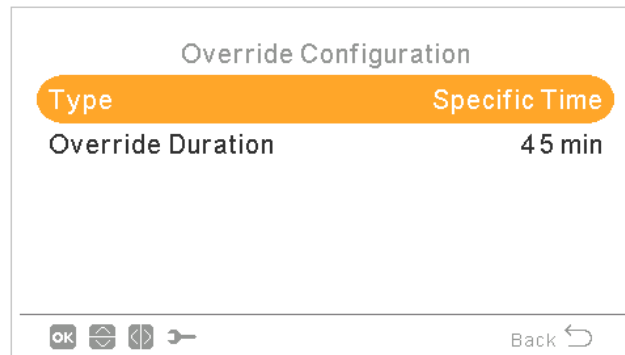 Override Configuration
Type Specific Time
Override Duration 45 min
OK Back